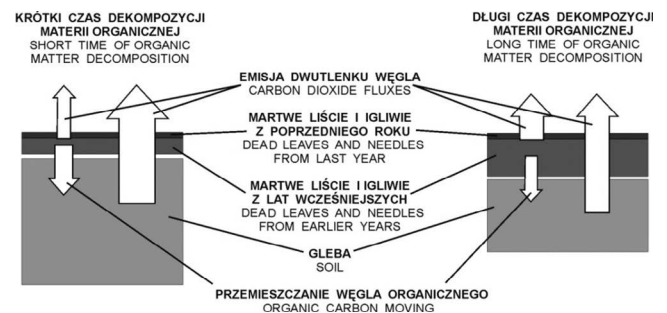 KRÓTKI CZAS DEKOMPOZYCJI
MATERII ORGANICZNEJ
SHORT TIME OF ORGANIC
MATTER DECOMPOSITION
DŁUGI CZAS DEKOMPOZYCJI
MATERII ORGANICZNEJ
LONG TIME OF ORGANIC
MATTER DECOMPOSITION
EMISJA DWUTLENKU WĘGLA
CARBON DIOXIDE FLUXES
MARTWE LIŚCIE I IGLIWIE
Z POPRZEDNIEGO ROKU
DEAD LEAVES AND NEEDLES
FROM LAST YEAR
MARTWE LIŚCIE I IGLIWIE
Z LAT WCZEŚNIEJSZYCH
DEAD LEAVES AND NEEDLES
FROM EARLIER YEARS
GLEBA
SOIL
PRZEMIESZCZANIE WĘGLA ORGANICZNEGO
ORGANIC CARBON MOVING